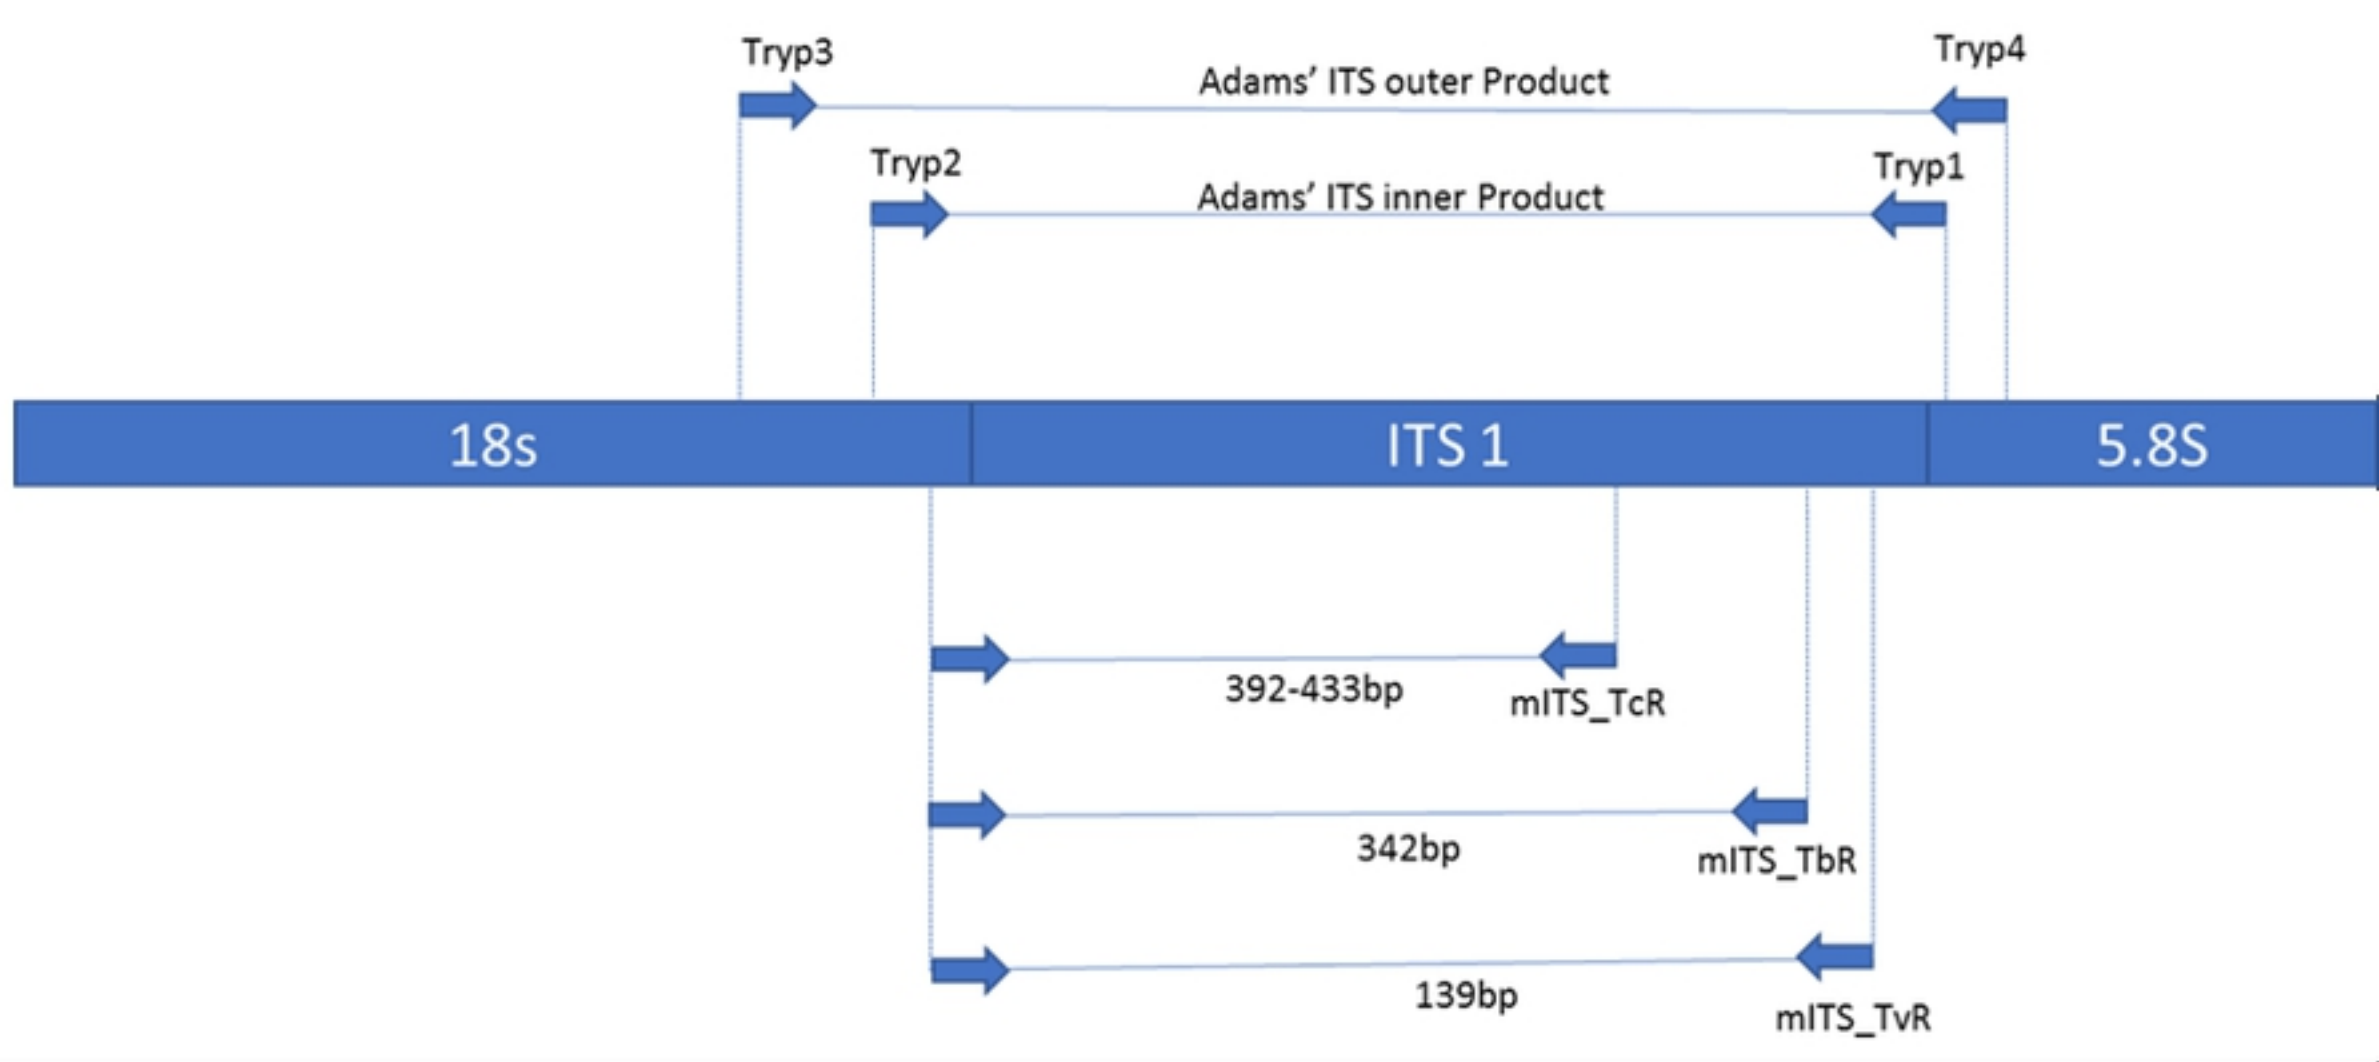 Tryp3
Tryp4
Adams’ ITS outer Product
Tryp2
Tryp1
Adams’ ITS inner Product
18s
ITS 1
5.8S
392-433bp
mITS_TcR
342bp
mITS_TbR
139bp
mITS_TvR